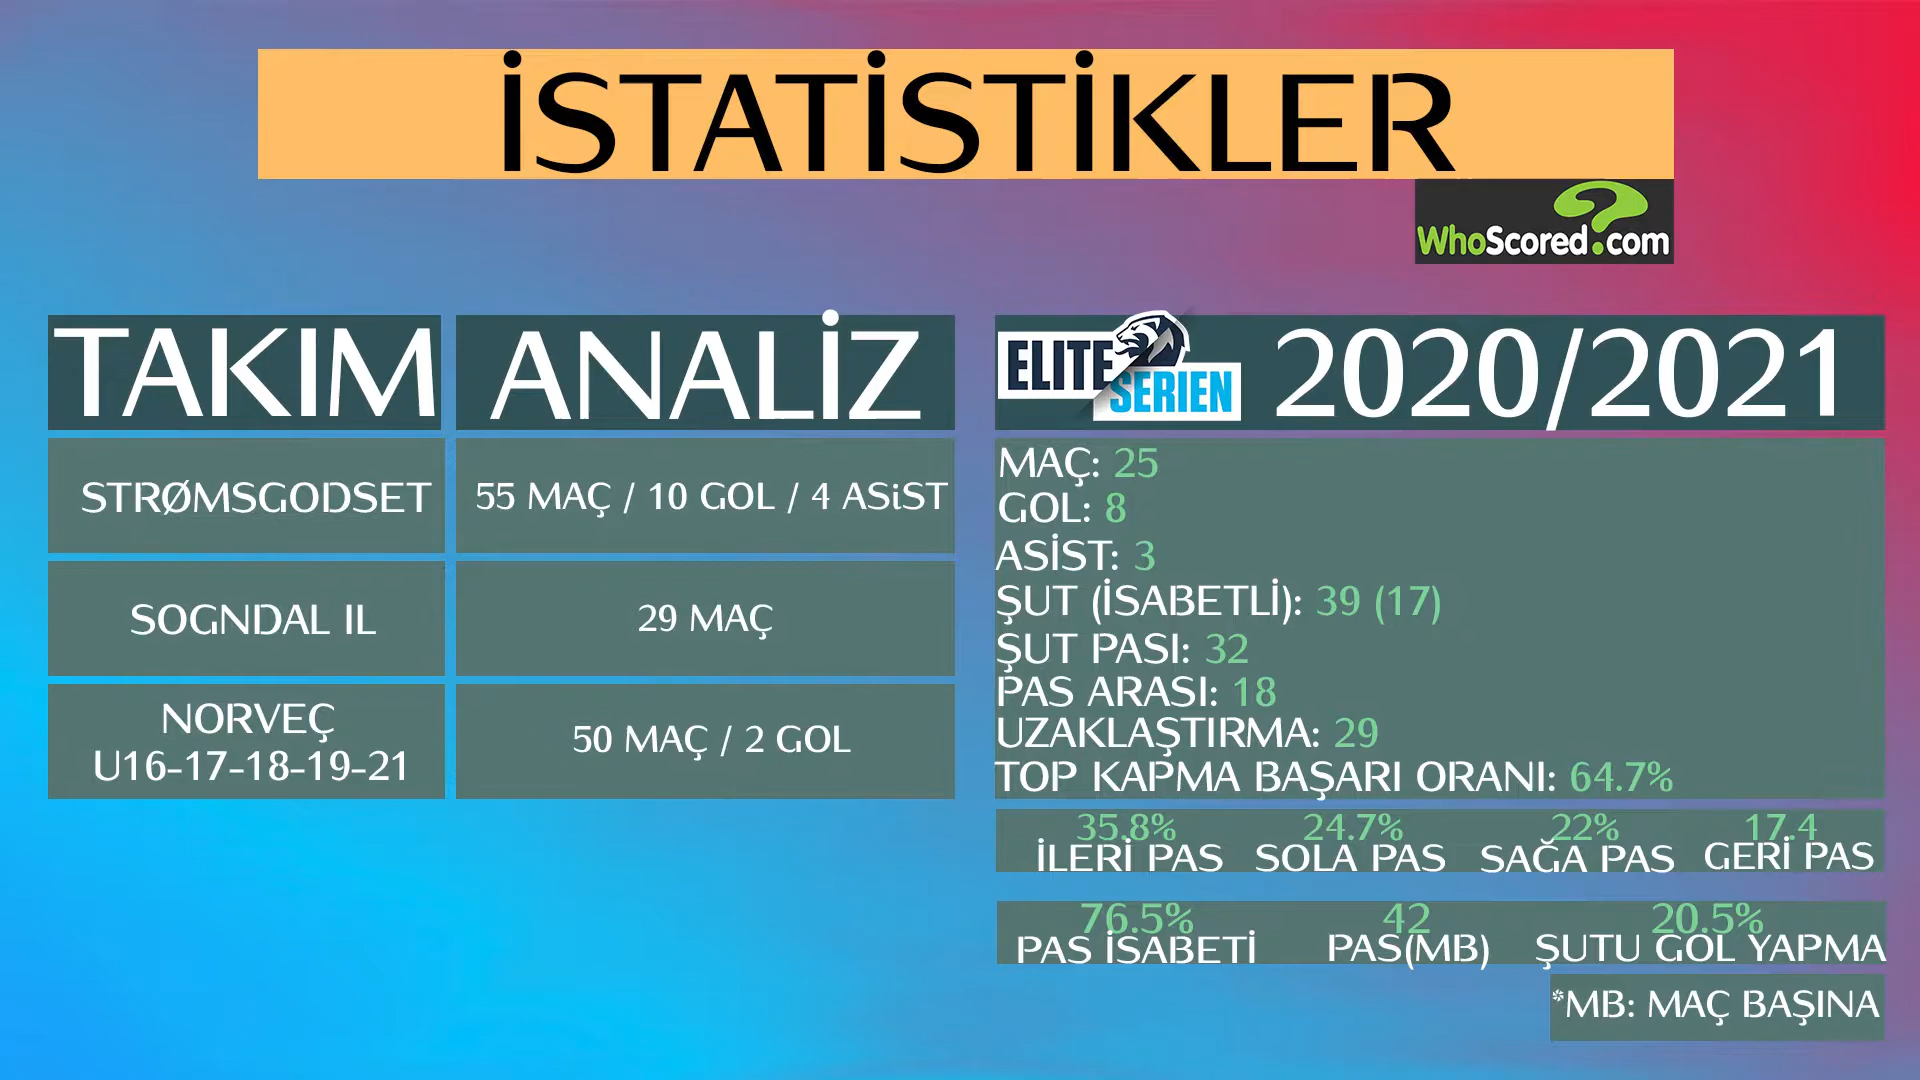 İSTATİSTİKLER
WhoScored.com
TAKIM
ANALİZ
STRØMSGODSET
55 MAÇ / 10 GOL / 4 ASiST
SOGNDAL IL
29 MAÇ
NORVEÇ
U16-17-18-19-21
50 MAÇ / 2 GOL
ELITE
SERIEN
2020/2021
MAÇ: 25
GOL: 8
ASİST: 3
ŞUT (İSABETLİ): 39 (17)
ŞUT PASI: 32
PAS ARASI: 18
UZAKLAŞTIRMA: 29
TOP KAPMA BAŞARI ORANI: 64.7%
35.8% 24.7% 22% 17.4
İLERİ PAS SOLA PAS SAĞA PAS GERİ PAS
76.5% 42 20.5%
PAS İSABETİ PAS(MB) ŞUTU GOL YAPMA
*MB: MAÇ BAŞINA